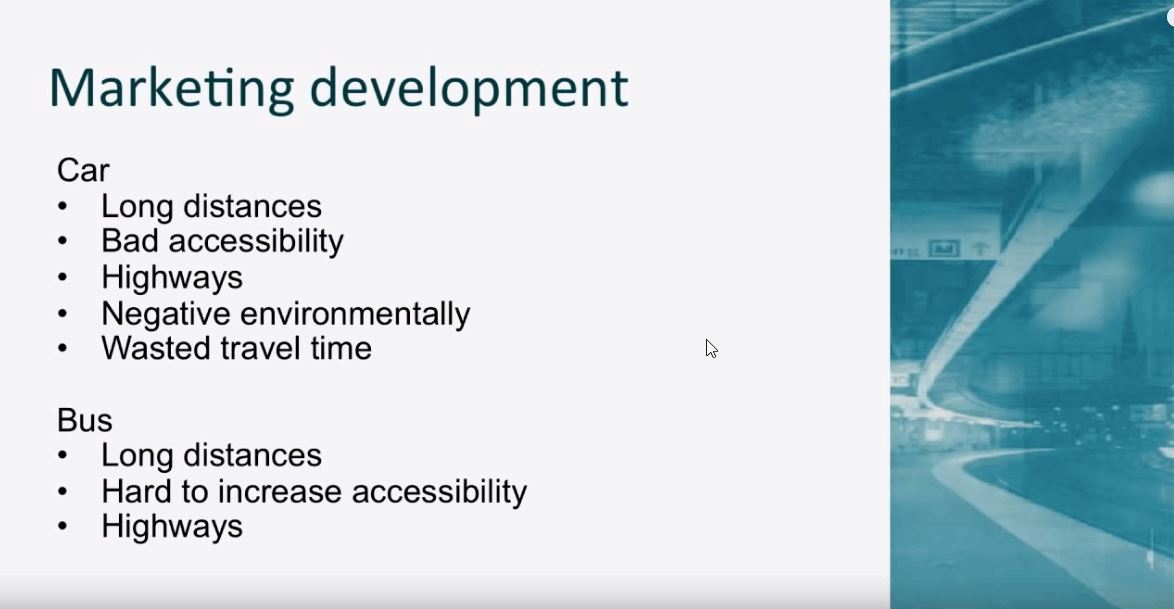 Marketing development
Car
• Long distances
• Bad accessibility
• Highways
• Negative environmentally
• Wasted travel time
Bus
• Long distances
• Hard to increase accessibility
• Highways